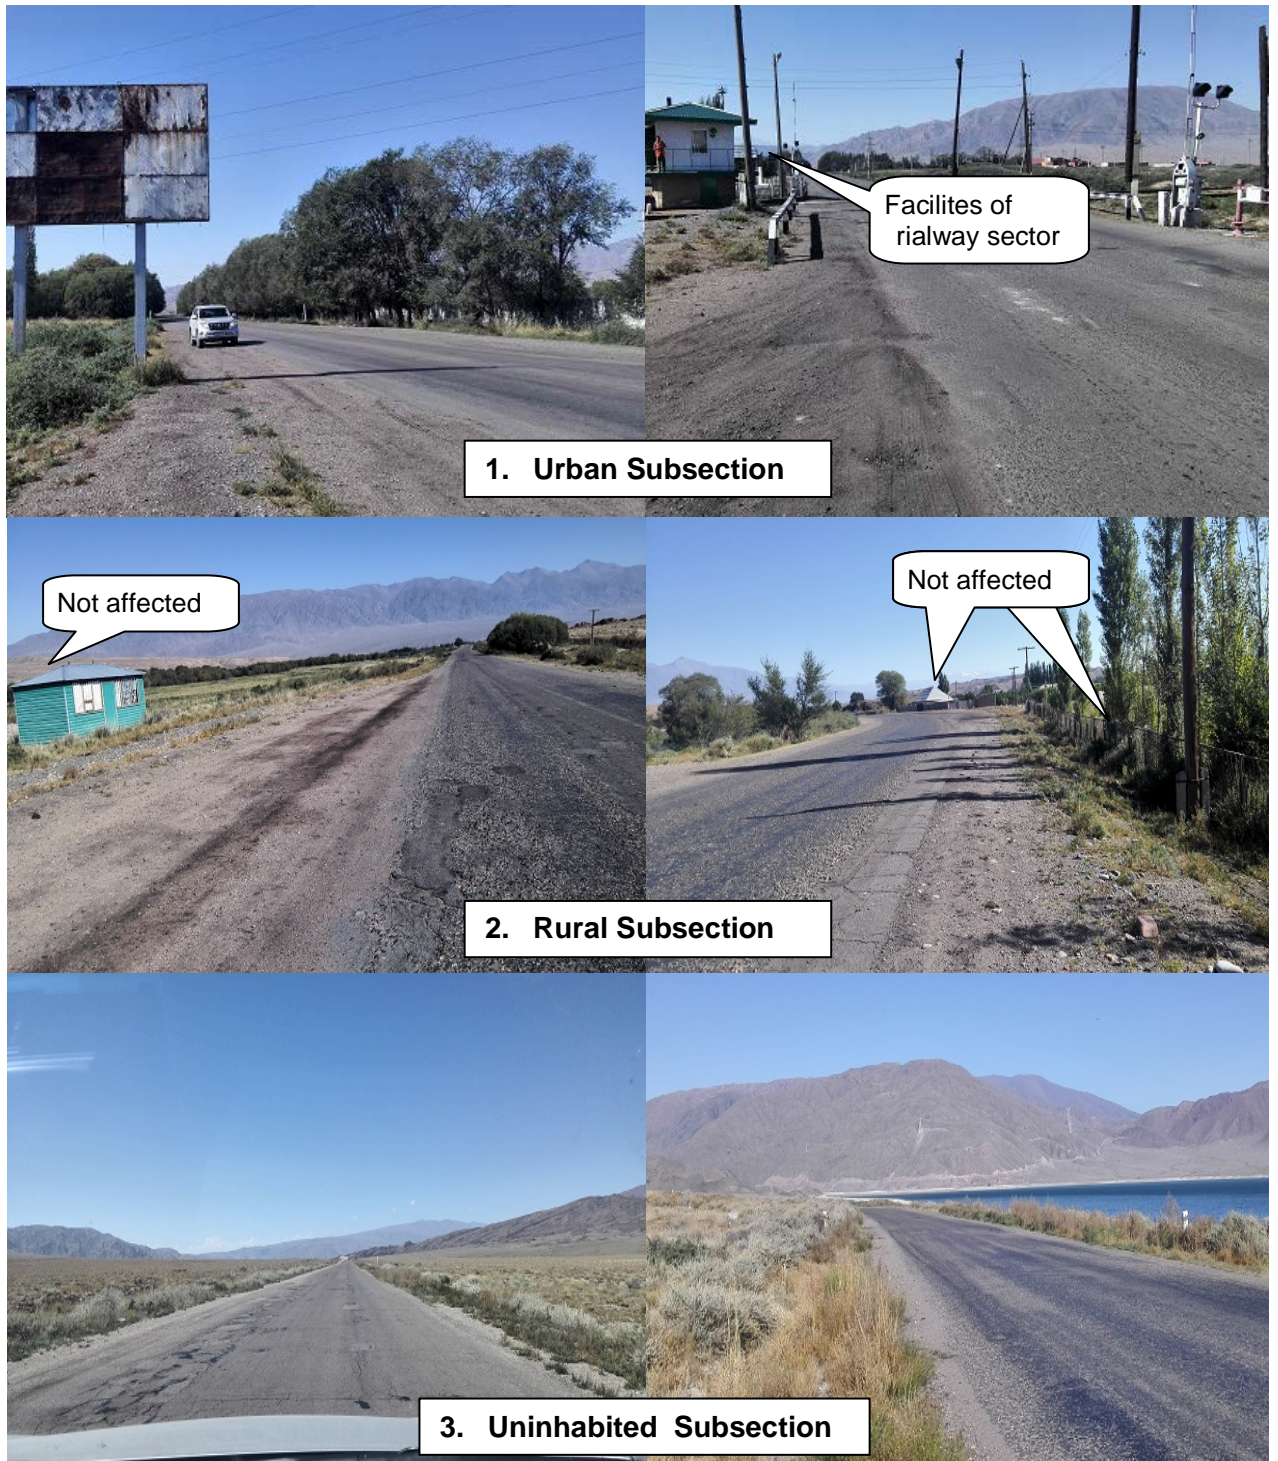 Facilites of
rialway sector
1. Urban Subsection
Not affected
Not affected
2. Rural Subsection
3. Uninhabited Subsection